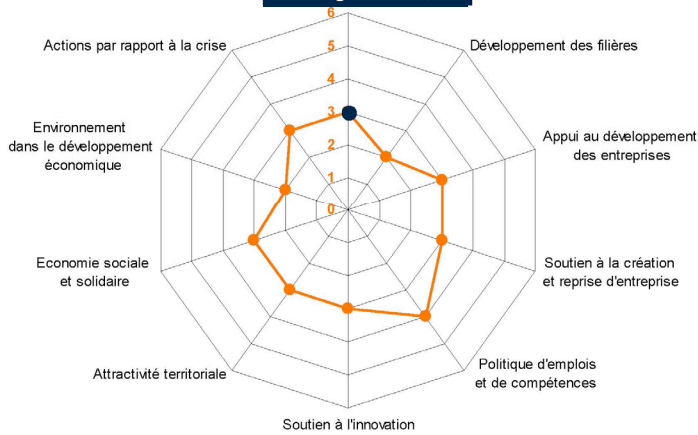 6
Actions par rapport à la crise
Développement des filières
5
4
Environnement
dans le développement
économique
3
Appui au développement
des entreprises
2
1
0
Economie sociale
et solidaire
Soutien à la création
et reprise d'entreprise
Attractivité territoriale
Politique d'emplois
et de compétences
Soutien à l'innovation